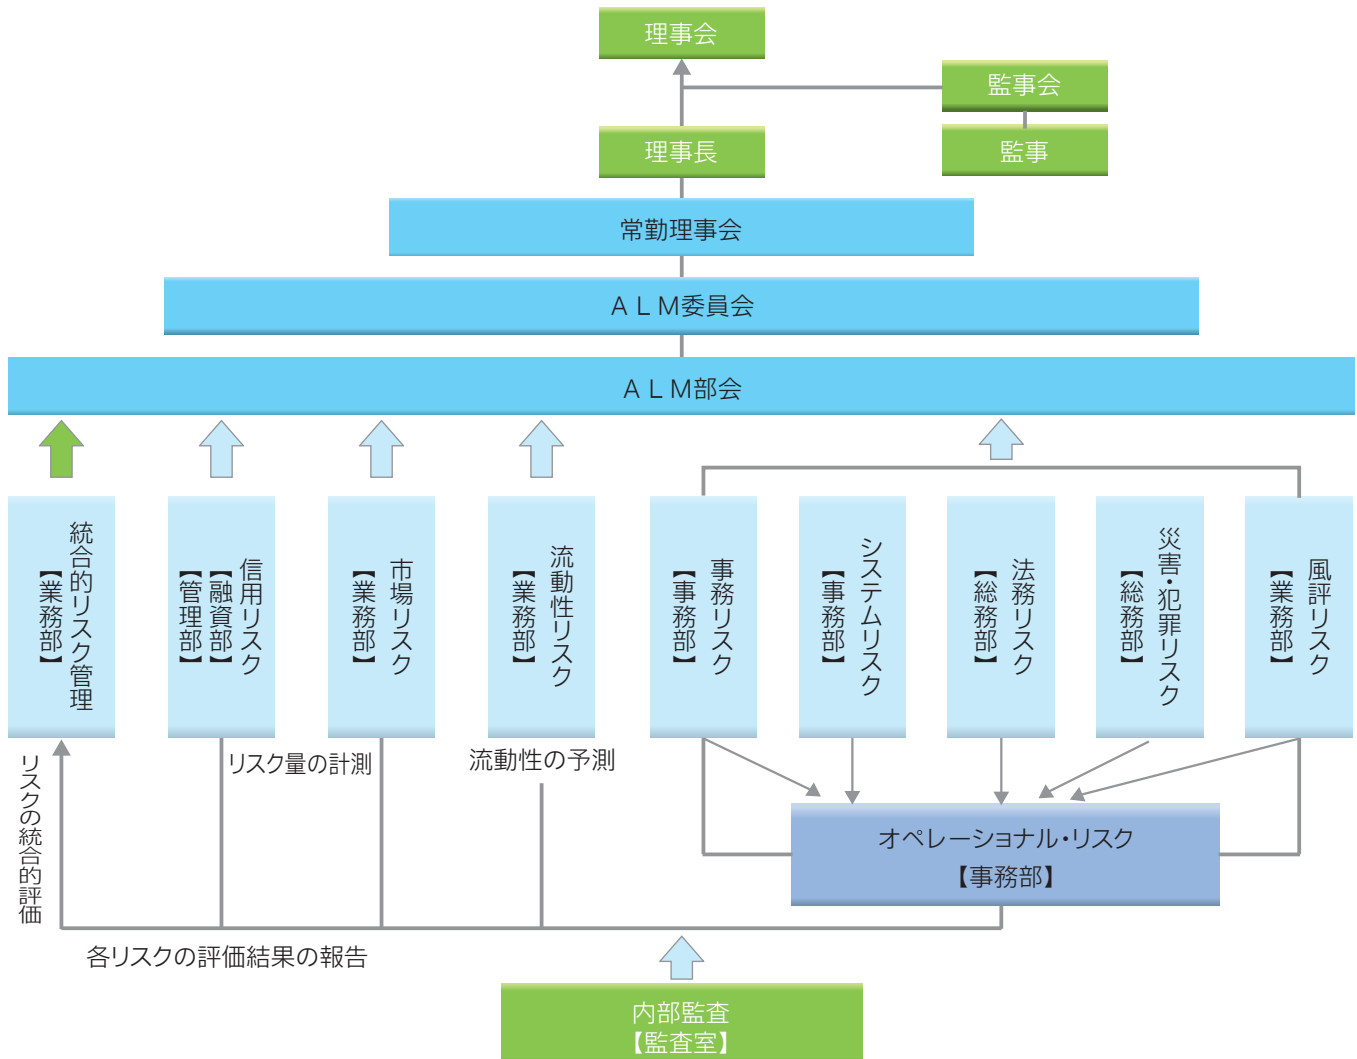 理事会
監事会
理事長
監事
常勤理事会
ＡＬＭ委員会
ＡＬＭ部会
統合的リスク管理
【業務部】
信用リスク
【融資部】
【管理部】
市場リスク
【業務部】
流動性リスク
【業務部】
事務リスク
【事務部】
システムリスク
【事務部】
法務リスク
【総務部】
災害・犯罪リスク
【総務部】
風評リスク
【業務部】
リスクの統合的評価
リスク量の計測
流動性の予測
オペレーショナル・リスク
【事務部】
各リスクの評価結果の報告
内部監査
【監査室】